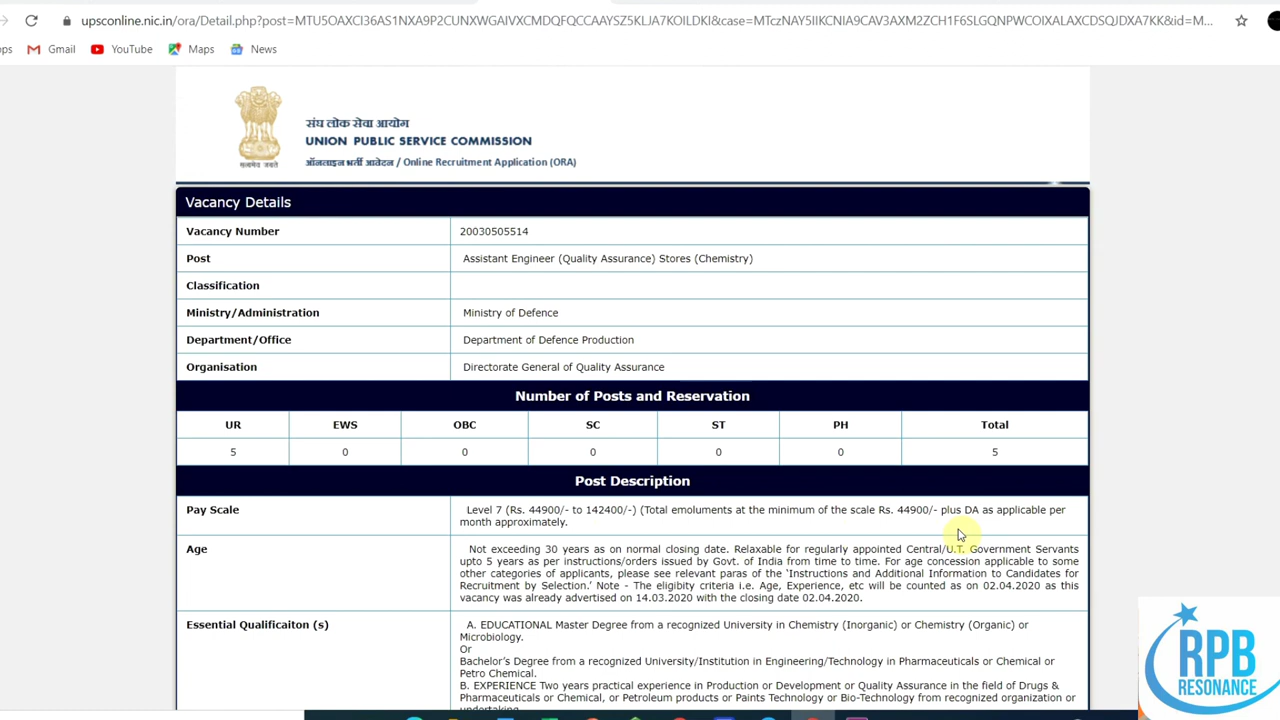 upsconline.nic.in/ora/Detail.php?post=MTU5OAXCI36AS1NXA9P2CUNXWGAIVXCMDQFQCCAAYSZ5KLJA7KOILDKI&case=MTczNAY5IIKCNIA9CAV3AXM2ZCH1F6SLGQNPWCOIXALAXCDSQJDXA7KK&id=M...
ps Gmail YouTube Maps News
संघ लोक सेवा आयोग
UNION PUBLIC SERVICE COMMISSION
ऑनलाइन भर्ती आवेदन / Online Recruitment Application (ORA)
सत्यमेव जयते
Vacancy Details
Vacancy Number 20030505514
Post Assistant Engineer (Quality Assurance) Stores (Chemistry)
Classification
Ministry/Administration Ministry of Defence
Department/Office Department of Defence Production
Organisation Directorate General of Quality Assurance
Number of Posts and Reservation
UR EWS OBC SC ST PH Total
5 0 0 0 0 0 5
Post Description
Pay Scale Level 7 (Rs. 44900/- to 142400/-) (Total emoluments at the minimum of the scale Rs. 44900/- plus DA as applicable per
month approximately.
Age Not exceeding 30 years as on normal closing date. Relaxable for regularly appointed Central/U.T. Government Servants
upto 5 years as per instructions/orders issued by Govt. of India from time to time. For age concession applicable to some
other categories of applicants, please see relevant paras of the 'Instructions and Additional Information to Candidates for
Recruitment by Selection.' Note - The eligibity criteria i.e. Age, Experience, etc will be counted as on 02.04.2020 as this
vacancy was already advertised on 14.03.2020 with the closing date 02.04.2020.
Essential Qualificaiton (s) A. EDUCATIONAL Master Degree from a recognized University in Chemistry (Inorganic) or Chemistry (Organic) or
Microbiology.
Or
Bachelor's Degree from a recognized University/Institution in Engineering/Technology in Pharmaceuticals or Chemical or
Petro Chemical.
B. EXPERIENCE Two years practical experience in Production or Development or Quality Assurance in the field of Drugs &
Pharmaceuticals or Chemical, or Petroleum products or Paints Technology or Bio-Technology from recognized organization or
undertaking.
RPB
RESONANCE